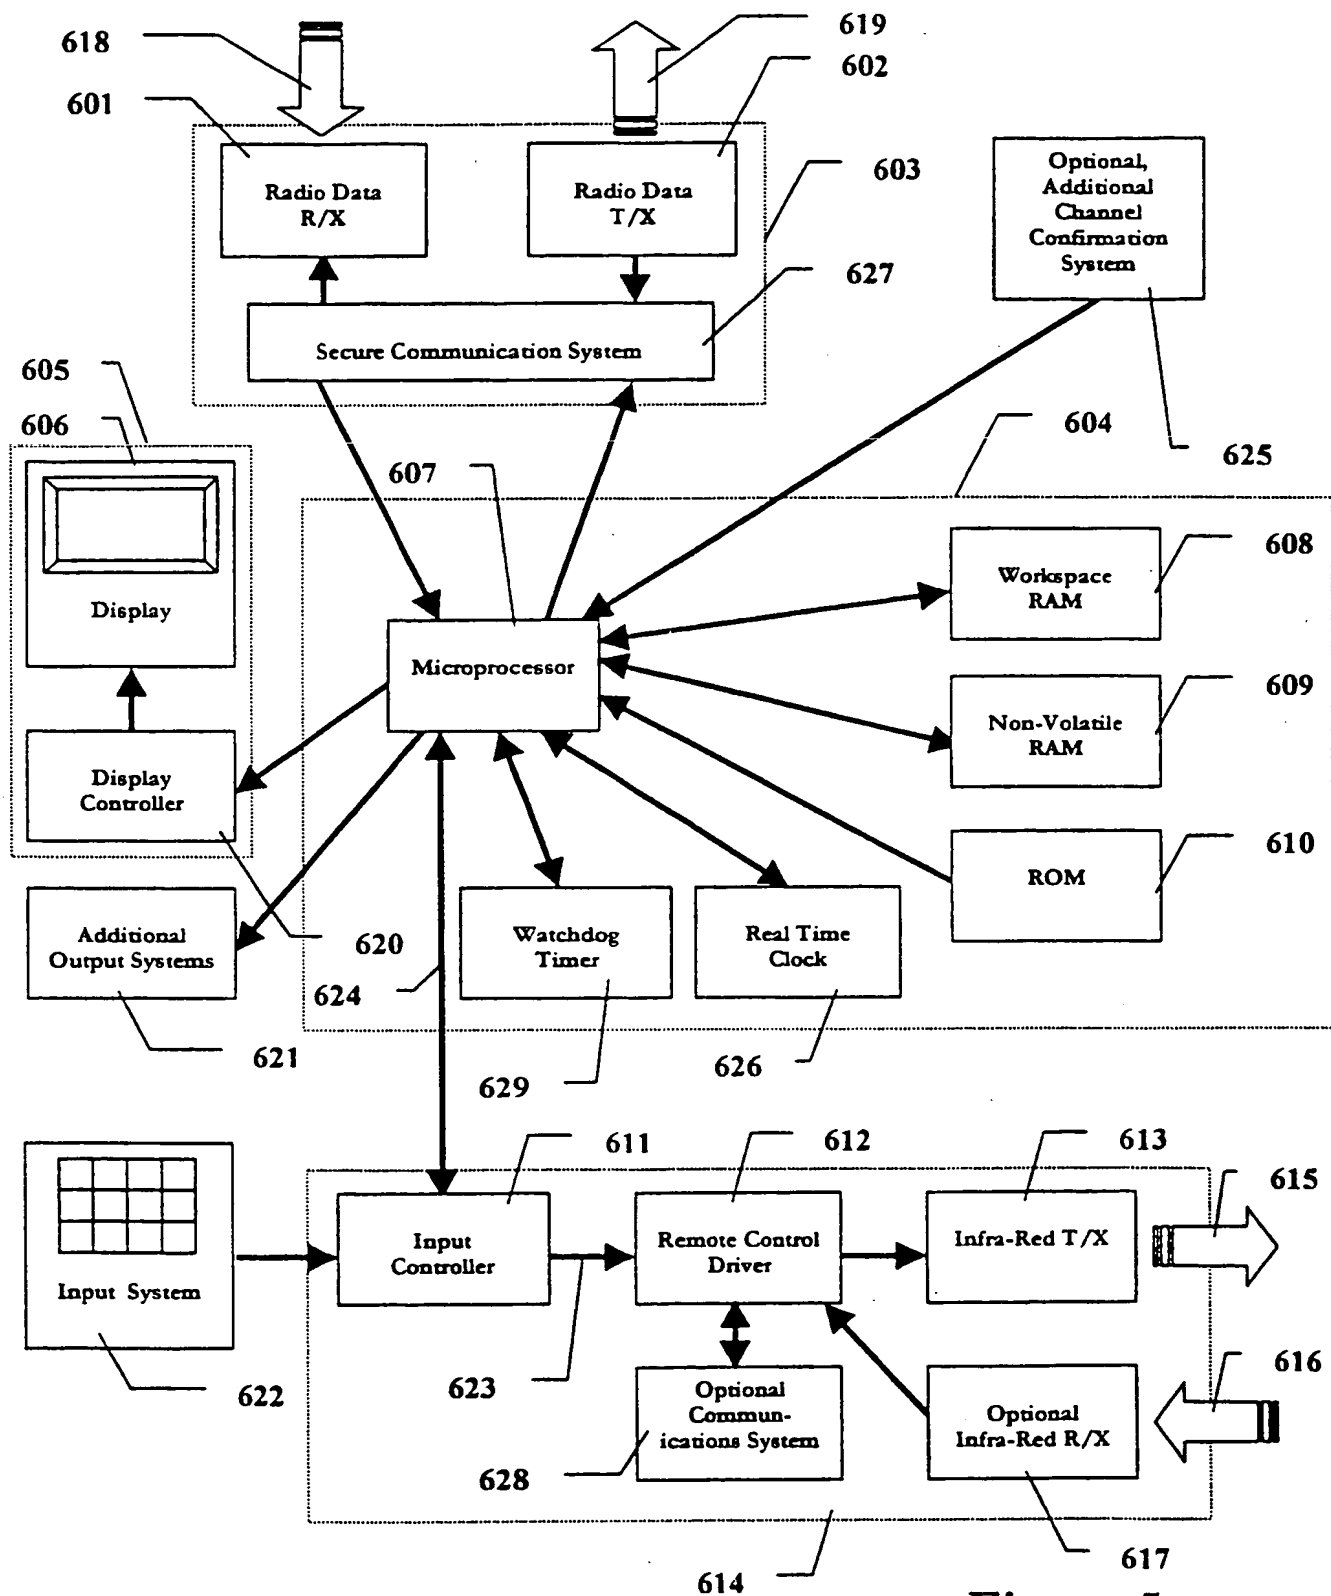 618
619
601
602
Radio Data
R/X
Radio Data
T/X
603
Optional,
Additional
Channel
Confirmation
System
627
Secure Communication System
605
606
604
625
607
608
Workspace
RAM
Display
Microprocessor
609
Non-Volatile
RAM
Display
Controller
610
ROM
Additional
Output Systems
620
624
Watchdog
Timer
Real Time
Clock
621
629
626
611
612
613
615
Input System
Input
Controller
Remote Control
Driver
Infra-Red T/X
622
623
616
Optional
Commun-
ications System
Optional
Infra-Red R/X
628
617
614